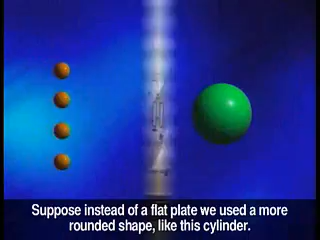 Suppose instead of a flat plate we used a more
rounded shape, like this cylinder.